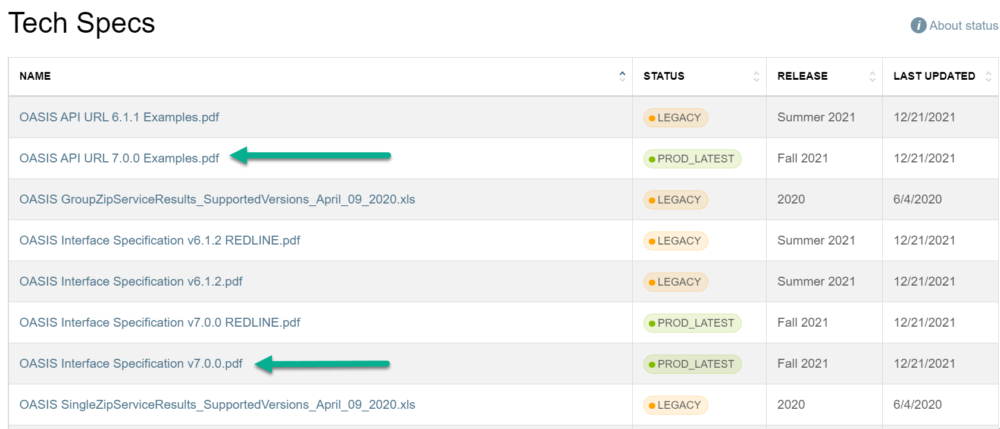 Tech Specs
i About status
NAME STATUS RELEASE LAST UPDATED
OASIS API URL 6.1.1 Examples.pdf LEGACY Summer 2021 12/21/2021
OASIS API URL 7.0.0 Examples.pdf PROD_LATEST Fall 2021 12/21/2021
OASIS GroupZipServiceResults_SupportedVersions_April_09_2020.xls LEGACY 2020 6/4/2020
OASIS Interface Specification v6.1.2 REDLINE.pdf LEGACY Summer 2021 12/21/2021
OASIS Interface Specification v6.1.2.pdf LEGACY Summer 2021 12/21/2021
OASIS Interface Specification v7.0.0 REDLINE.pdf PROD_LATEST Fall 2021 12/21/2021
OASIS Interface Specification v7.0.0.pdf PROD_LATEST Fall 2021 12/21/2021
OASIS SingleZipServiceResults_SupportedVersions_April_09_2020.xls LEGACY 2020 6/4/2020